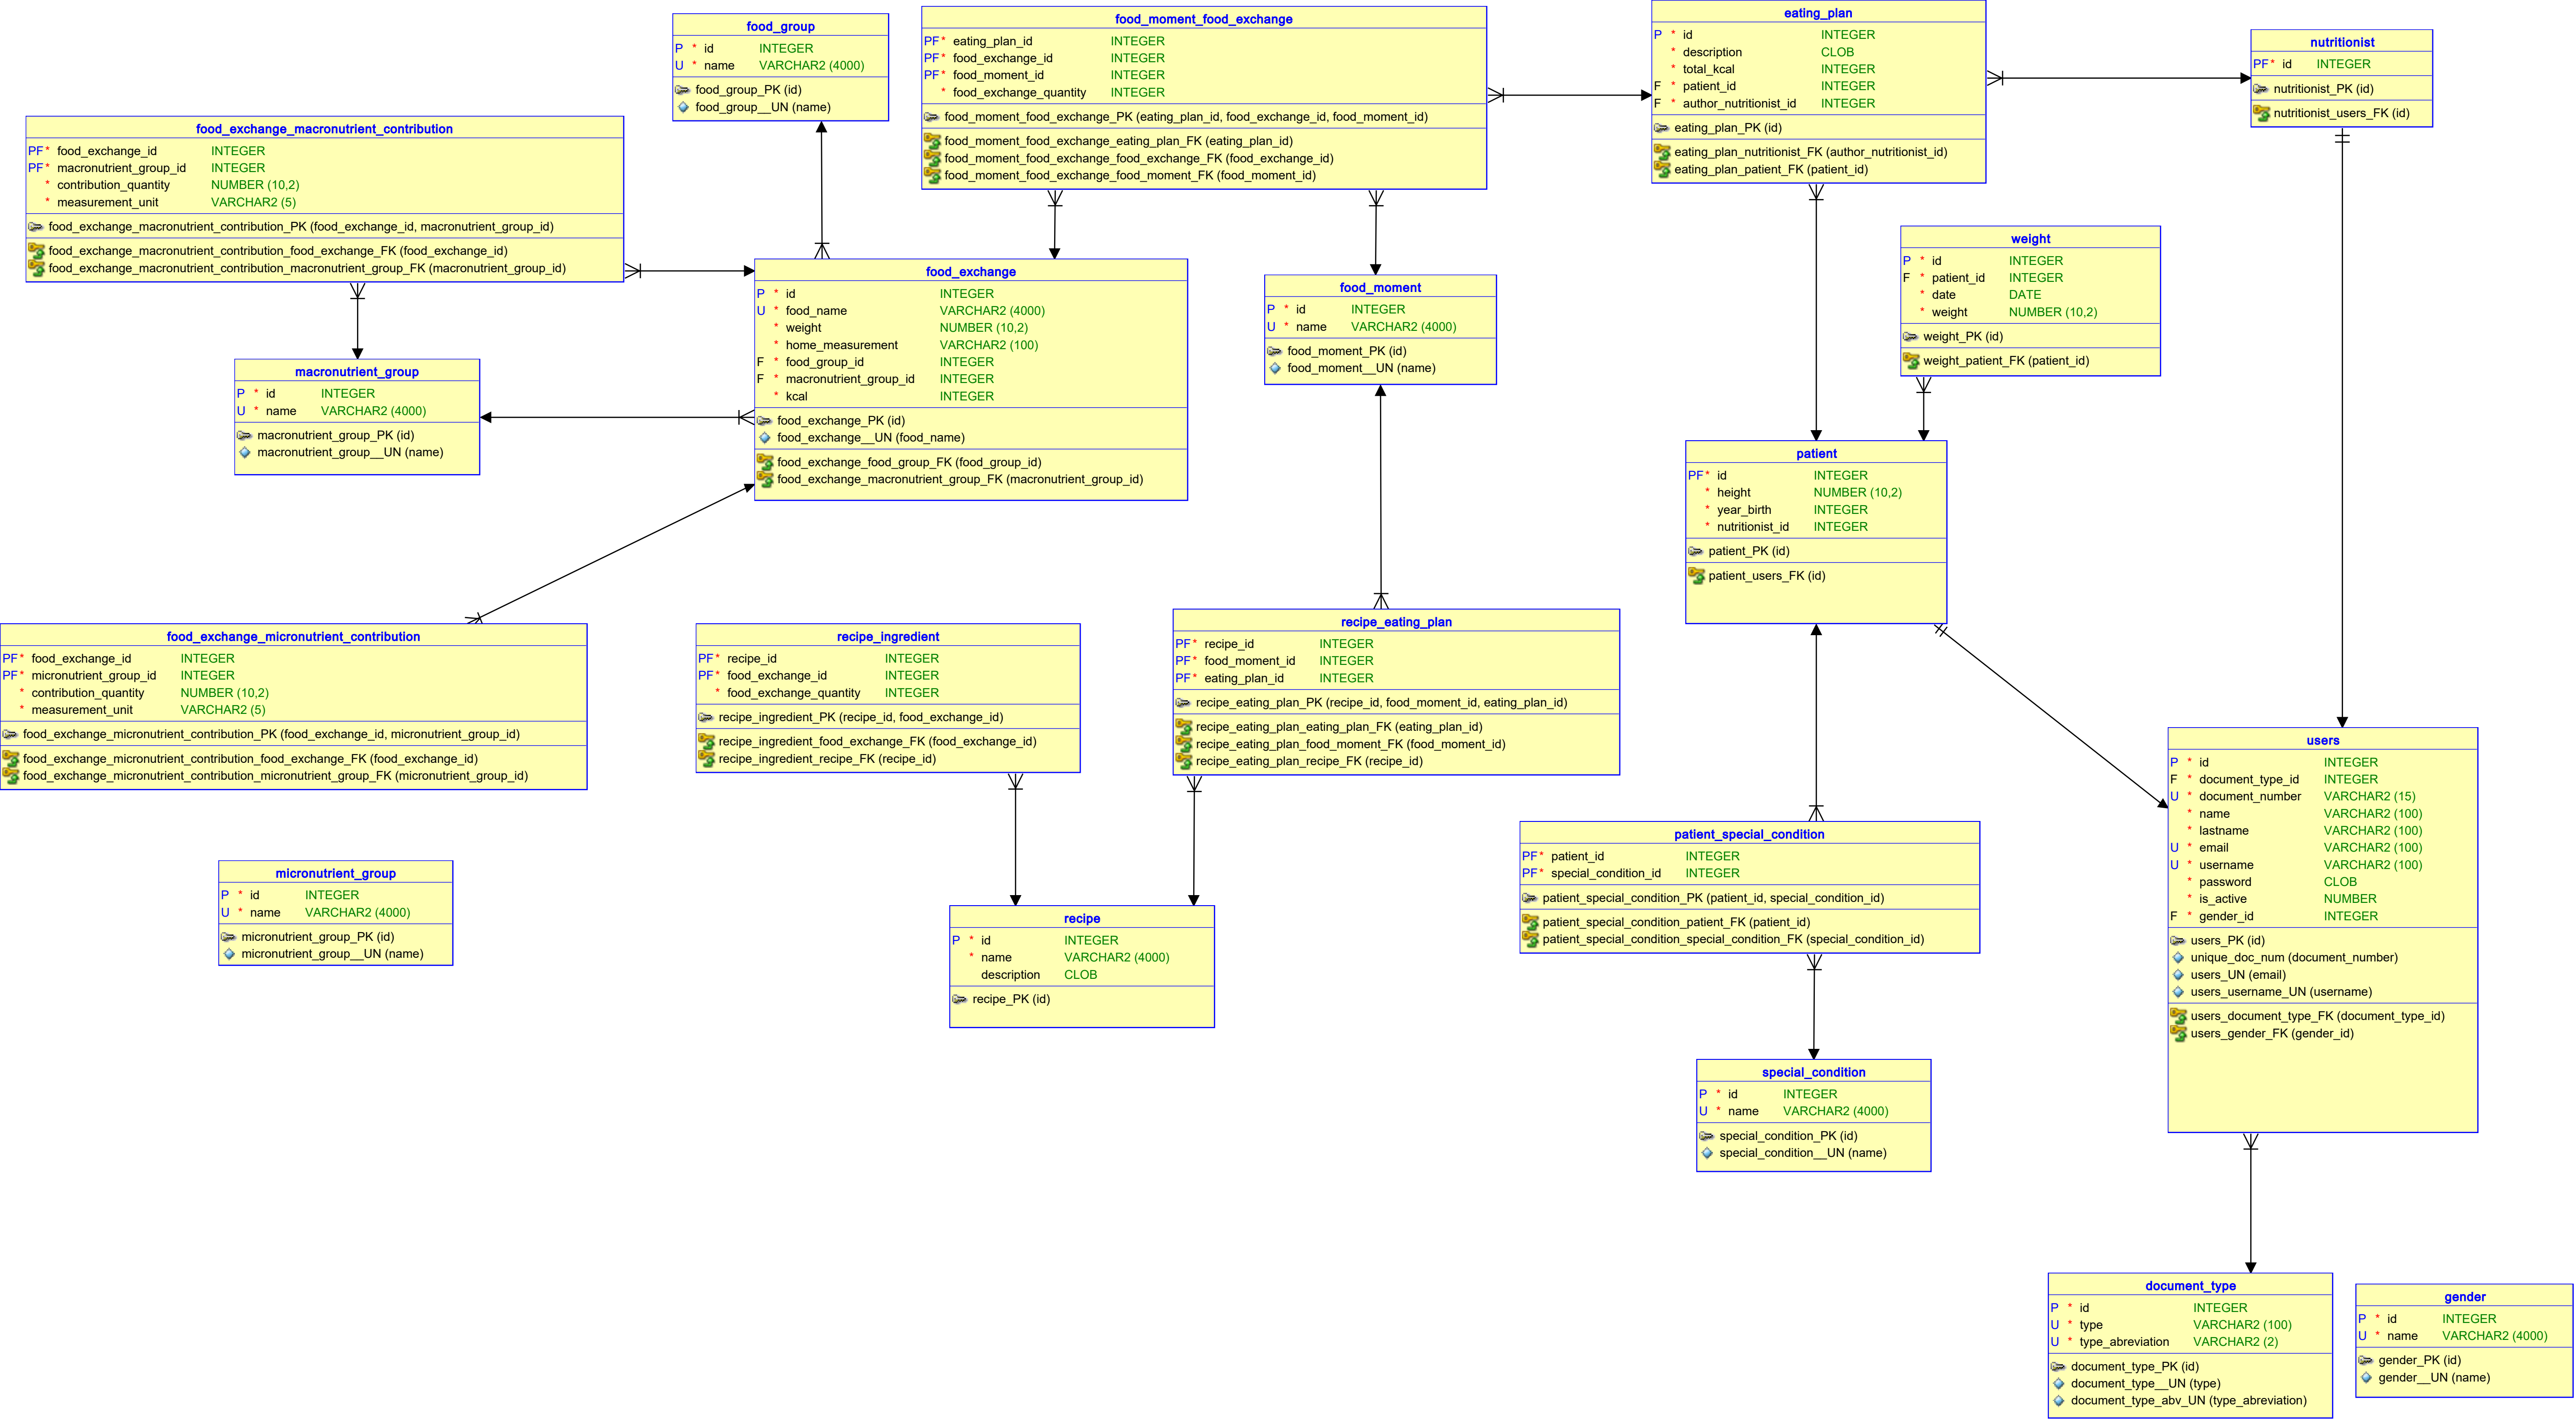 food_group
P * id INTEGER
U * name VARCHAR2 (4000)
food_group_PK (id)
food_group__UN (name)
food_moment_food_exchange
PF* eating_plan_id INTEGER
PF* food_exchange_id INTEGER
PF* food_moment_id INTEGER
* food_exchange_quantity INTEGER
food_moment_food_exchange_PK (eating_plan_id, food_exchange_id, food_moment_id)
food_moment_food_exchange_eating_plan_FK (eating_plan_id)
food_moment_food_exchange_food_exchange_FK (food_exchange_id)
food_moment_food_exchange_food_moment_FK (food_moment_id)
eating_plan
P * id INTEGER
* description CLOB
* total_kcal INTEGER
F * patient_id INTEGER
F * author_nutritionist_id INTEGER
eating_plan_PK (id)
eating_plan_nutritionist_FK (author_nutritionist_id)
eating_plan_patient_FK (patient_id)
nutritionist
PF* id INTEGER
nutritionist_PK (id)
nutritionist_users_FK (id)
food_exchange_macronutrient_contribution
PF* food_exchange_id INTEGER
PF* macronutrient_group_id INTEGER
* contribution_quantity NUMBER (10,2)
* measurement_unit VARCHAR2 (5)
food_exchange_macronutrient_contribution_PK (food_exchange_id, macronutrient_group_id)
food_exchange_macronutrient_contribution_food_exchange_FK (food_exchange_id)
food_exchange_macronutrient_contribution_macronutrient_group_FK (macronutrient_group_id)
food_exchange
P * id INTEGER
U * food_name VARCHAR2 (4000)
* weight NUMBER (10,2)
* home_measurement VARCHAR2 (100)
F * food_group_id INTEGER
F * macronutrient_group_id INTEGER
* kcal INTEGER
food_exchange_PK (id)
food_exchange__UN (food_name)
food_exchange_food_group_FK (food_group_id)
food_exchange_macronutrient_group_FK (macronutrient_group_id)
food_moment
P * id INTEGER
U * name VARCHAR2 (4000)
food_moment_PK (id)
food_moment__UN (name)
weight
P * id INTEGER
F * patient_id INTEGER
* date DATE
* weight NUMBER (10,2)
weight_PK (id)
weight_patient_FK (patient_id)
macronutrient_group
P * id INTEGER
U * name VARCHAR2 (4000)
macronutrient_group_PK (id)
macronutrient_group__UN (name)
patient
PF* id INTEGER
* height NUMBER (10,2)
* year_birth INTEGER
* nutritionist_id INTEGER
patient_PK (id)
patient_users_FK (id)
food_exchange_micronutrient_contribution
PF* food_exchange_id INTEGER
PF* micronutrient_group_id INTEGER
* contribution_quantity NUMBER (10,2)
* measurement_unit VARCHAR2 (5)
food_exchange_micronutrient_contribution_PK (food_exchange_id, micronutrient_group_id)
food_exchange_micronutrient_contribution_food_exchange_FK (food_exchange_id)
food_exchange_micronutrient_contribution_micronutrient_group_FK (micronutrient_group_id)
recipe_ingredient
PF* recipe_id INTEGER
PF* food_exchange_id INTEGER
* food_exchange_quantity INTEGER
recipe_ingredient_PK (recipe_id, food_exchange_id)
recipe_ingredient_food_exchange_FK (food_exchange_id)
recipe_ingredient_recipe_FK (recipe_id)
recipe_eating_plan
PF* recipe_id INTEGER
PF* food_moment_id INTEGER
PF* eating_plan_id INTEGER
recipe_eating_plan_PK (recipe_id, food_moment_id, eating_plan_id)
recipe_eating_plan_eating_plan_FK (eating_plan_id)
recipe_eating_plan_food_moment_FK (food_moment_id)
recipe_eating_plan_recipe_FK (recipe_id)
users
P * id INTEGER
F * document_type_id INTEGER
U * document_number VARCHAR2 (15)
* name VARCHAR2 (100)
* lastname VARCHAR2 (100)
U * email VARCHAR2 (100)
U * username VARCHAR2 (100)
* password CLOB
* is_active NUMBER
F * gender_id INTEGER
users_PK (id)
unique_doc_num (document_number)
users_UN (email)
users_username_UN (username)
users_document_type_FK (document_type_id)
users_gender_FK (gender_id)
patient_special_condition
PF* patient_id INTEGER
PF* special_condition_id INTEGER
patient_special_condition_PK (patient_id, special_condition_id)
patient_special_condition_patient_FK (patient_id)
patient_special_condition_special_condition_FK (special_condition_id)
micronutrient_group
P * id INTEGER
U * name VARCHAR2 (4000)
micronutrient_group_PK (id)
micronutrient_group__UN (name)
recipe
P * id INTEGER
* name VARCHAR2 (4000)
description CLOB
recipe_PK (id)
special_condition
P * id INTEGER
U * name VARCHAR2 (4000)
special_condition_PK (id)
special_condition__UN (name)
document_type
P * id INTEGER
U * type VARCHAR2 (100)
U * type_abreviation VARCHAR2 (2)
document_type_PK (id)
document_type__UN (type)
document_type_abv_UN (type_abreviation)
gender
P * id INTEGER
U * name VARCHAR2 (4000)
gender_PK (id)
gender__UN (name)